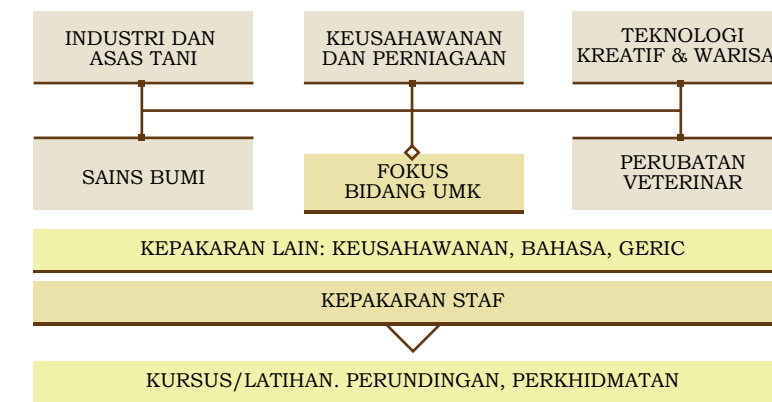 INDUSTRI DAN
ASAS TANI
KEUSAHAWANAN
DAN PERNIAGAAN
TEKNOLOGI
KREATIF & WARISA
SAINS BUMI
FOKUS
BIDANG UMK
PERUBATAN
VETERINAR
KEPAKARAN LAIN: KEUSAHAWANAN, BAHASA, GERIC
KEPAKARAN STAF
KURSUS/LATIHAN. PERUNDINGAN, PERKHIDMATAN